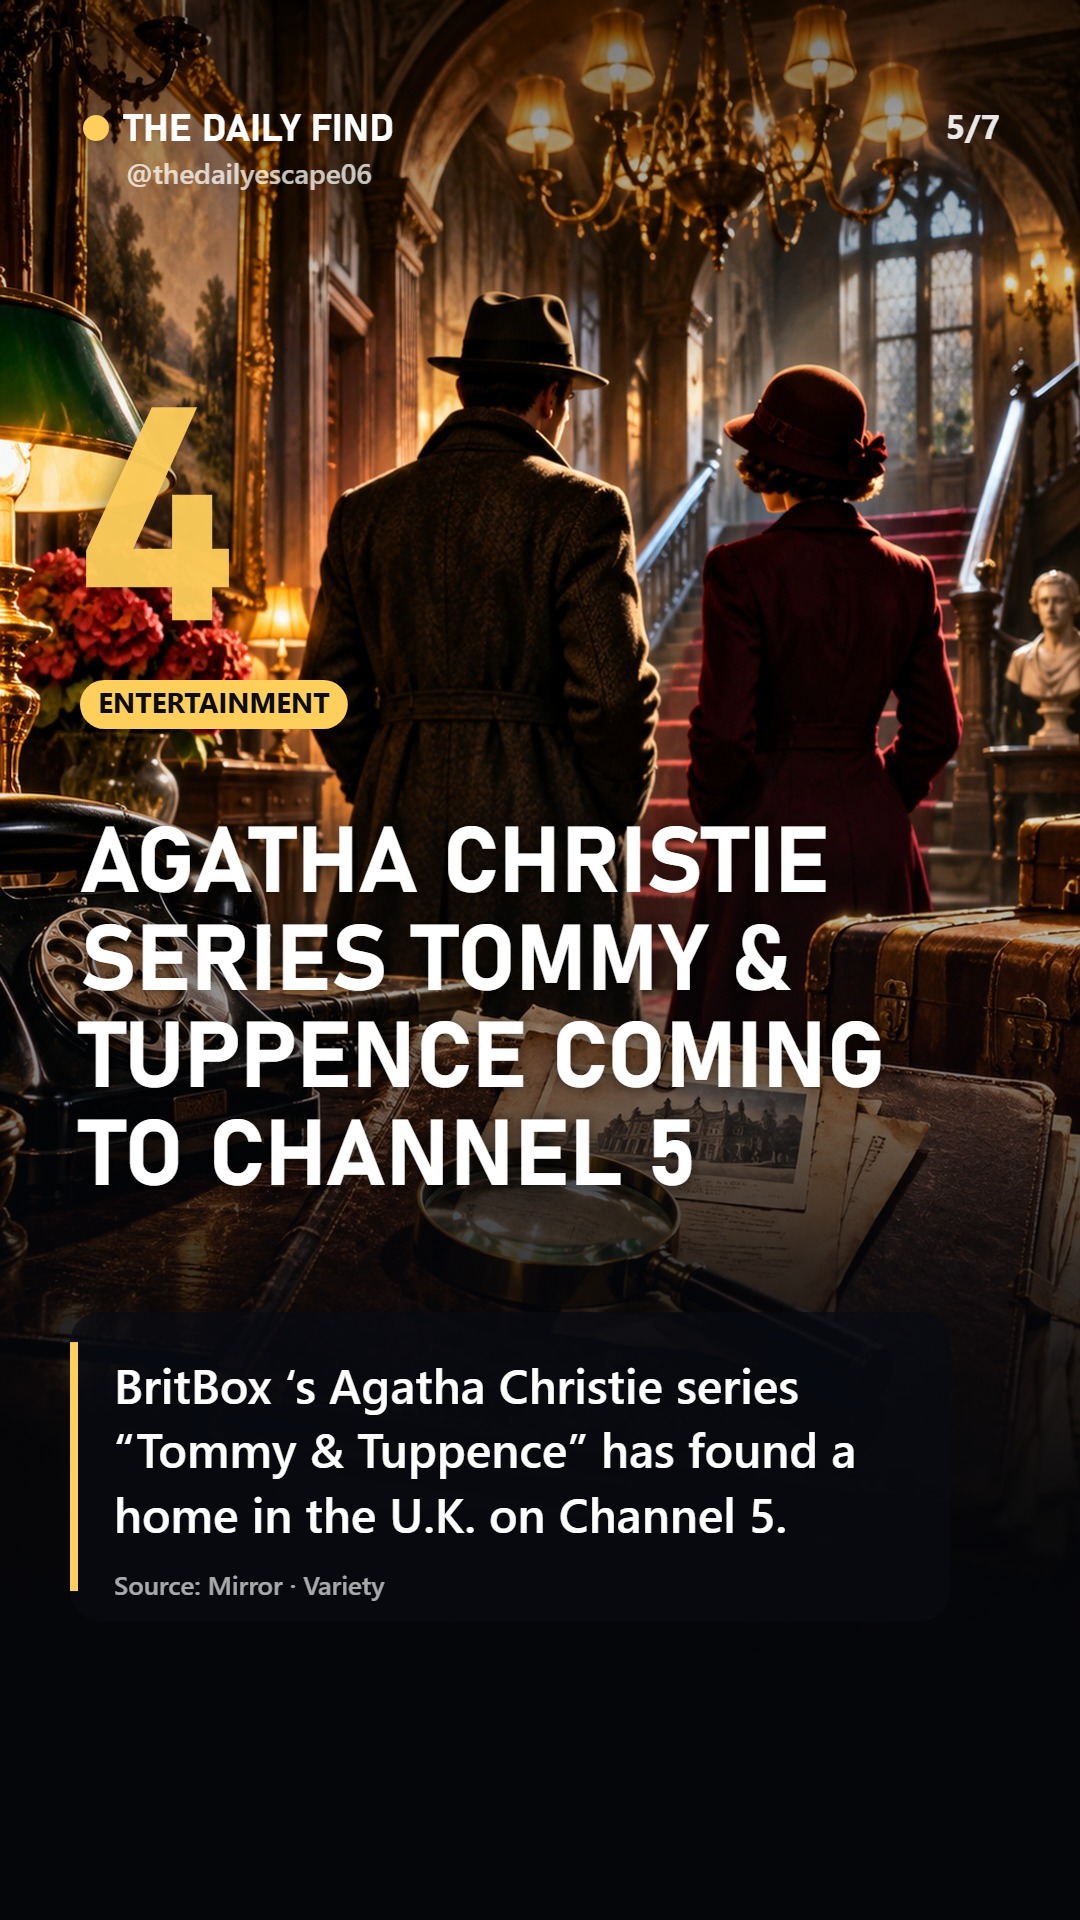 THE DAILY FIND
5/7
@thedailyescape06
4
ENTERTAINMENT
AGATHA CHRISTIE
SERIES TOMMY &
TUPPENCE COMING
TO CHANNEL 5
BritBox ‘s Agatha Christie series
“Tommy & Tuppence” has found a
home in the U.K. on Channel 5.
Source: Mirror · Variety